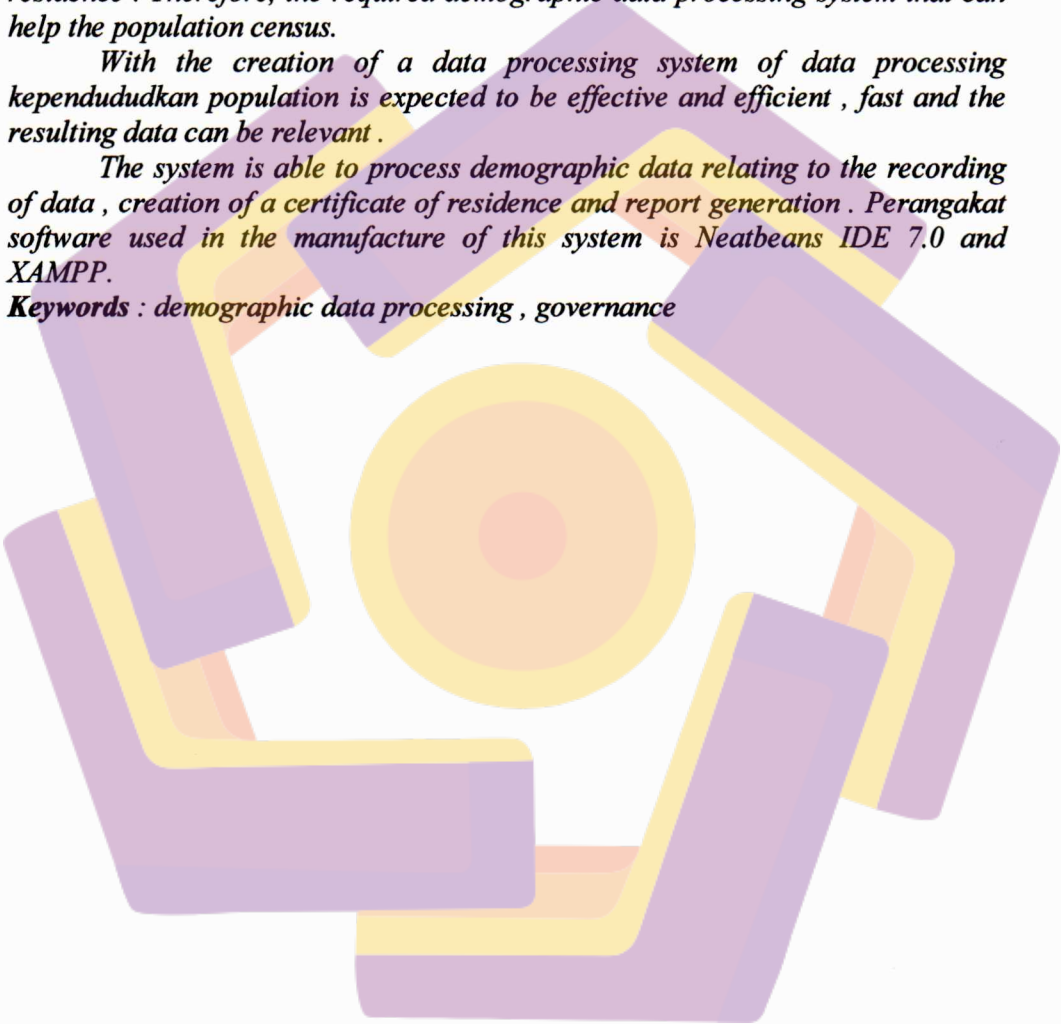 help the population census.
With the creation of a data processing system of data processing
kependududkan population is expected to be effective and efficient , fast and the
resulting data can be relevant .
The system is able to process demographic data relating to the recording
of data , creation of a certificate of residence and report generation . Perangakat
software used in the manufacture of this system is Neatbeans IDE 7.0 and
XAMPP.
Keywords : demographic data processing , governance